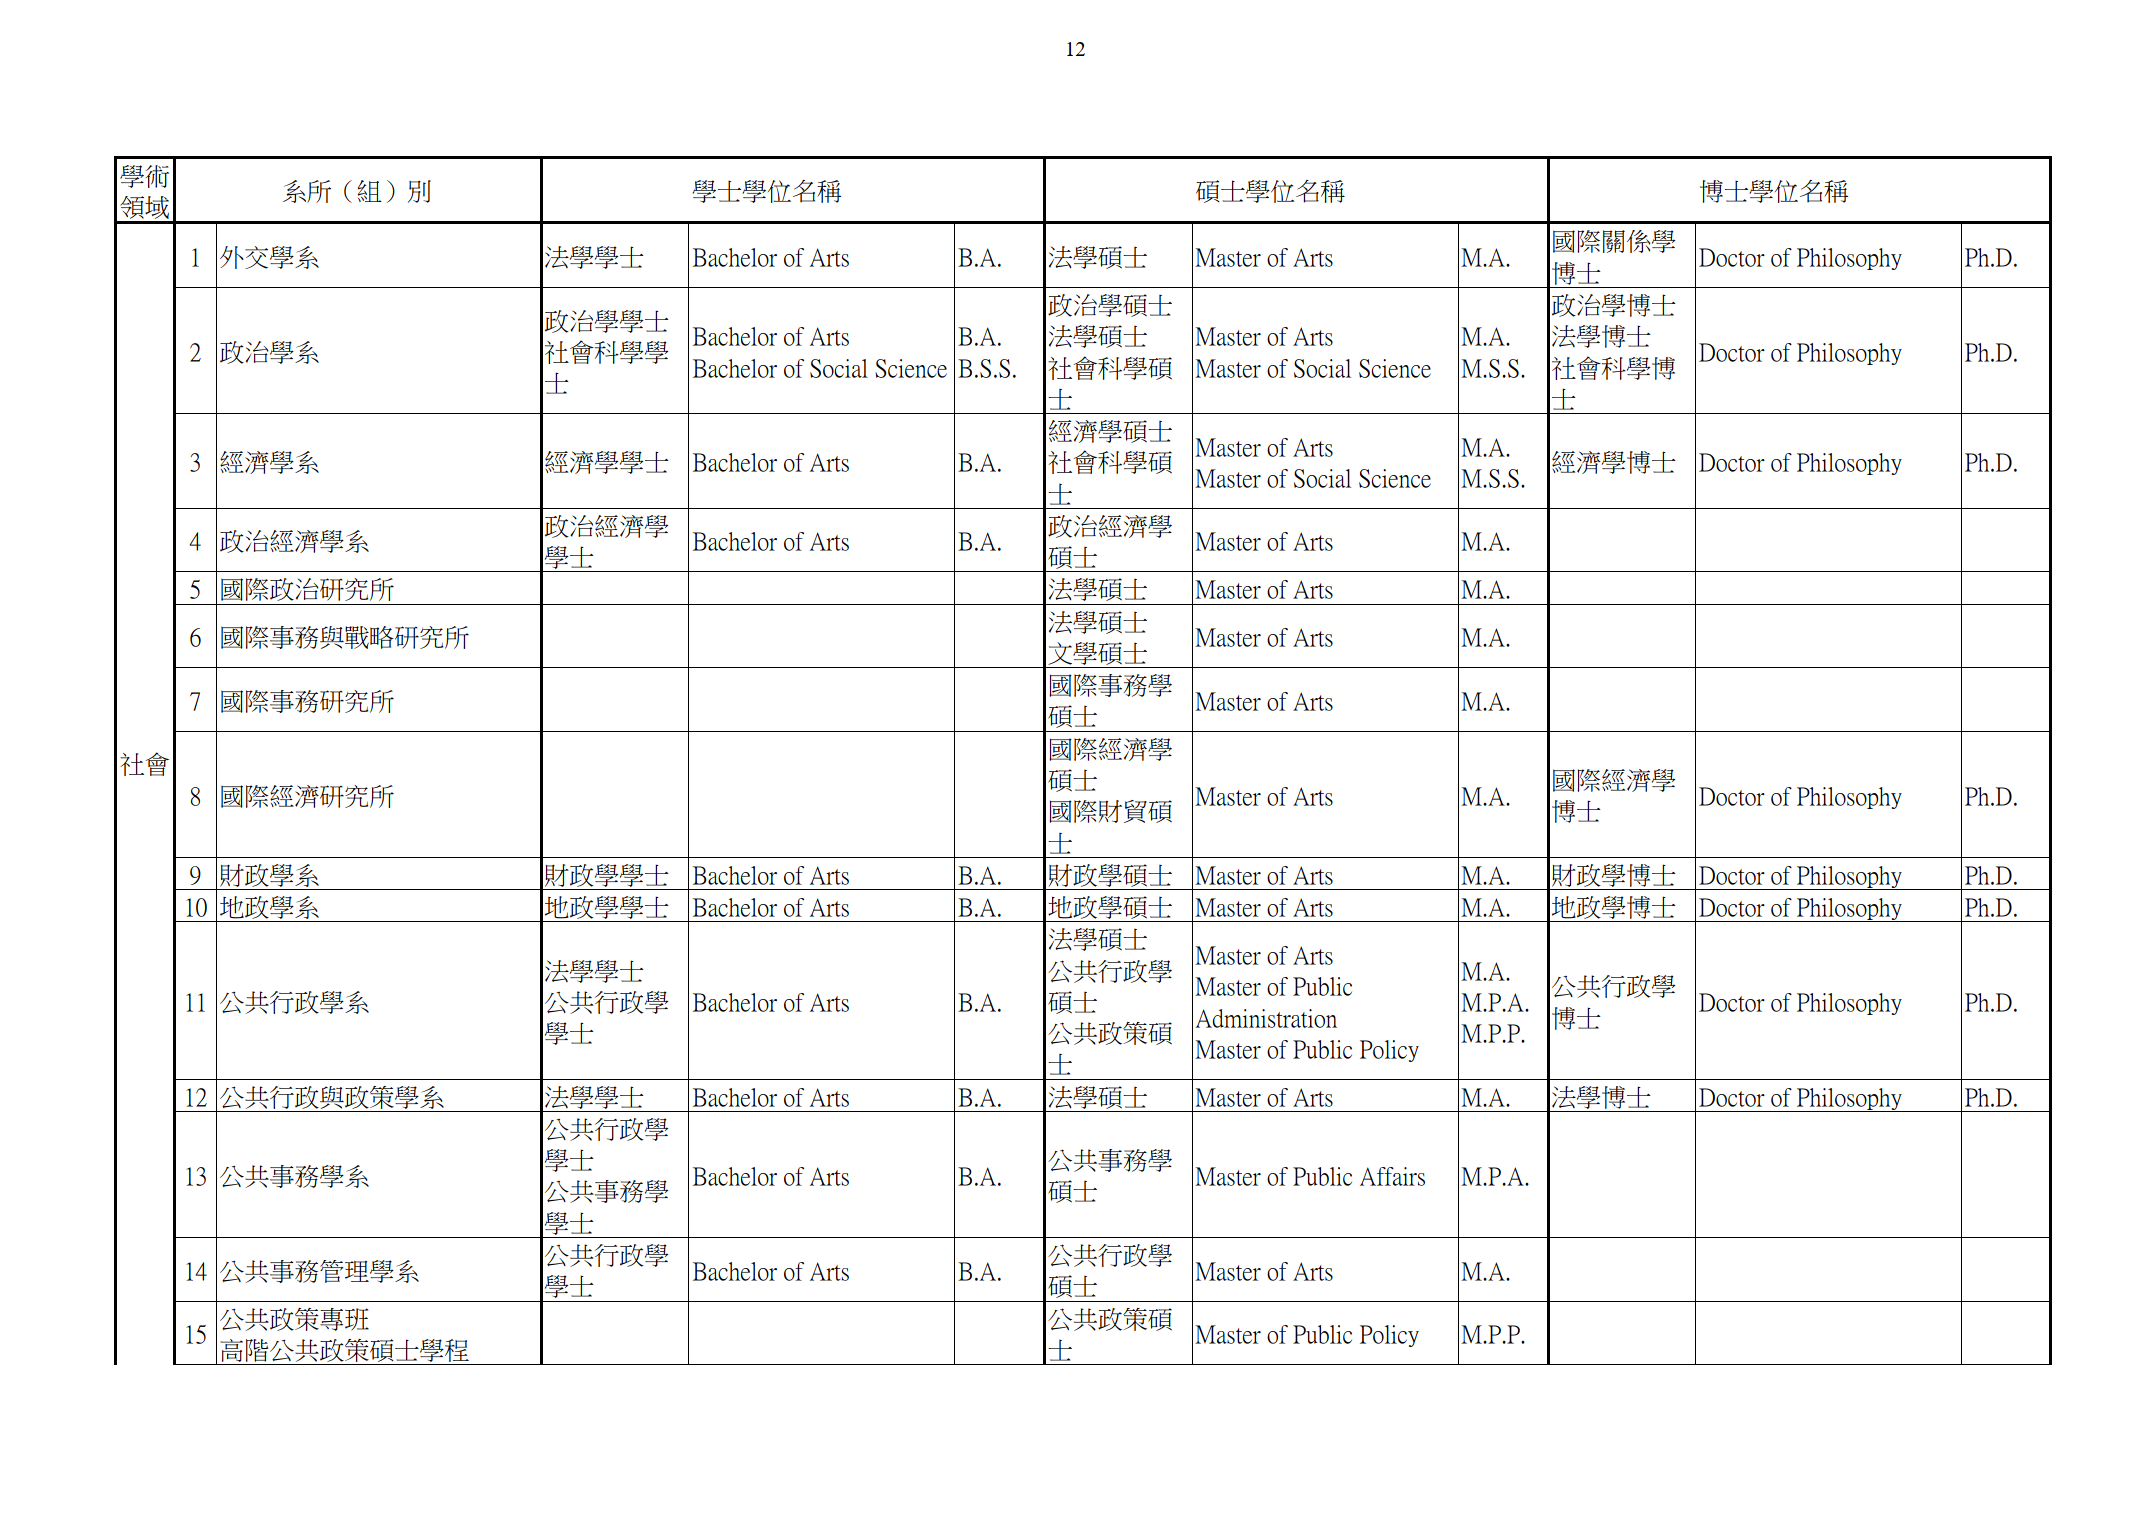 12
學術
領域
系所（組）別
學士學位名稱
碩士學位名稱
博士學位名稱
社會
1 外交學系 法學學士 Bachelor of Arts B.A. 法學碩士 Master of Arts M.A. 國際關係學
博士 Doctor of Philosophy Ph.D.
2 政治學系 政治學學士
社會科學學
士 Bachelor of Arts
Bachelor of Social Science B.A.
B.S.S. 政治學碩士
法學碩士
社會科學碩
士 Master of Arts
Master of Social Science M.A.
M.S.S. 政治學博士
法學博士
社會科學博
士 Doctor of Philosophy Ph.D.
3 經濟學系 經濟學學士 Bachelor of Arts B.A. 經濟學碩士
社會科學碩
士 Master of Arts
Master of Social Science M.A.
M.S.S. 經濟學博士 Doctor of Philosophy Ph.D.
4 政治經濟學系 政治經濟學
學士 Bachelor of Arts B.A. 政治經濟學
碩士 Master of Arts M.A.
5 國際政治研究所 法學碩士 Master of Arts M.A.
6 國際事務與戰略研究所 法學碩士
文學碩士 Master of Arts M.A.
7 國際事務研究所 國際事務學
碩士 Master of Arts M.A.
8 國際經濟研究所 國際經濟學
碩士
國際財貿碩
士 Master of Arts M.A. 國際經濟學
博士 Doctor of Philosophy Ph.D.
9 財政學系 財政學學士 Bachelor of Arts B.A. 財政學碩士 Master of Arts M.A. 財政學博士 Doctor of Philosophy Ph.D.
10 地政學系 地政學學士 Bachelor of Arts B.A. 地政學碩士 Master of Arts M.A. 地政學博士 Doctor of Philosophy Ph.D.
11 公共行政學系 法學學士
公共行政學
學士 Bachelor of Arts B.A. 法學碩士
公共行政學
碩士
公共政策碩
士 Master of Arts
Master of Public
Administration
Master of Public Policy M.A.
M.P.A.
M.P.P. 公共行政學
博士 Doctor of Philosophy Ph.D.
12 公共行政與政策學系 法學學士 Bachelor of Arts B.A. 法學碩士 Master of Arts M.A. 法學博士 Doctor of Philosophy Ph.D.
13 公共事務學系 公共行政學
學士
公共事務學
學士 Bachelor of Arts B.A. 公共事務學
碩士 Master of Public Affairs M.P.A.
14 公共事務管理學系 公共行政學
學士 Bachelor of Arts B.A. 公共行政學
碩士 Master of Arts M.A.
15 公共政策專班
高階公共政策碩士學程 公共政策碩
士 Master of Public Policy M.P.P.